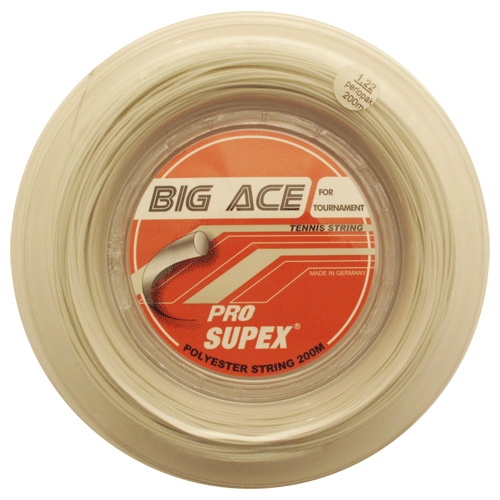 1.22
periopak
200m
BIG ACE
FOR
TOURNAMENT
TENNIS STRING
MADE IN GERMANY
PRO
SUPEX®
POLYESTER STRING 200M